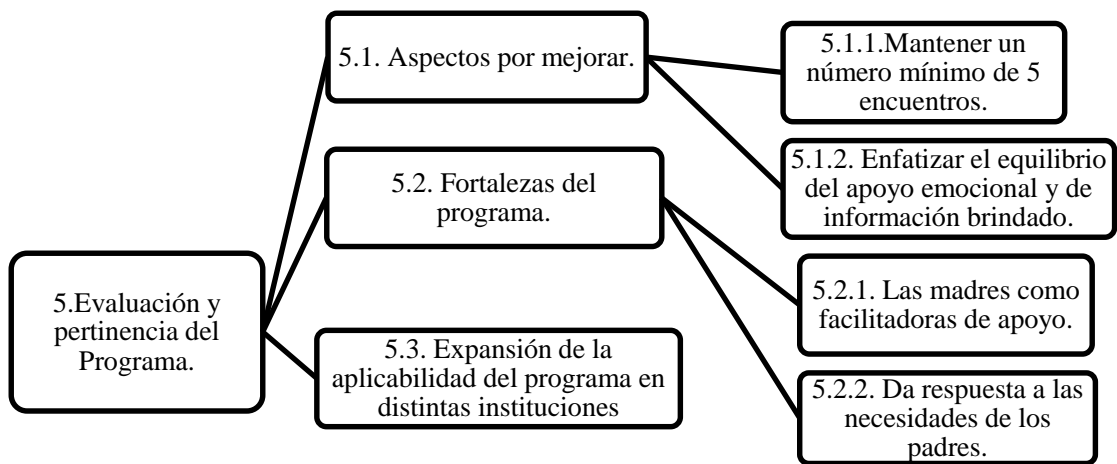 5.Evaluación y
pertinencia del
Programa.
5.1. Aspectos por mejorar.
5.1.1.Mantener un
número mínimo de 5
encuentros.
5.1.2. Enfatizar el equilibrio
del apoyo emocional y de
información brindado.
5.2. Fortalezas del
programa.
5.2.1. Las madres como
facilitadoras de apoyo.
5.2.2. Da respuesta a las
necesidades de los
padres.
5.3. Expansión de la
aplicabilidad del programa en
distintas instituciones